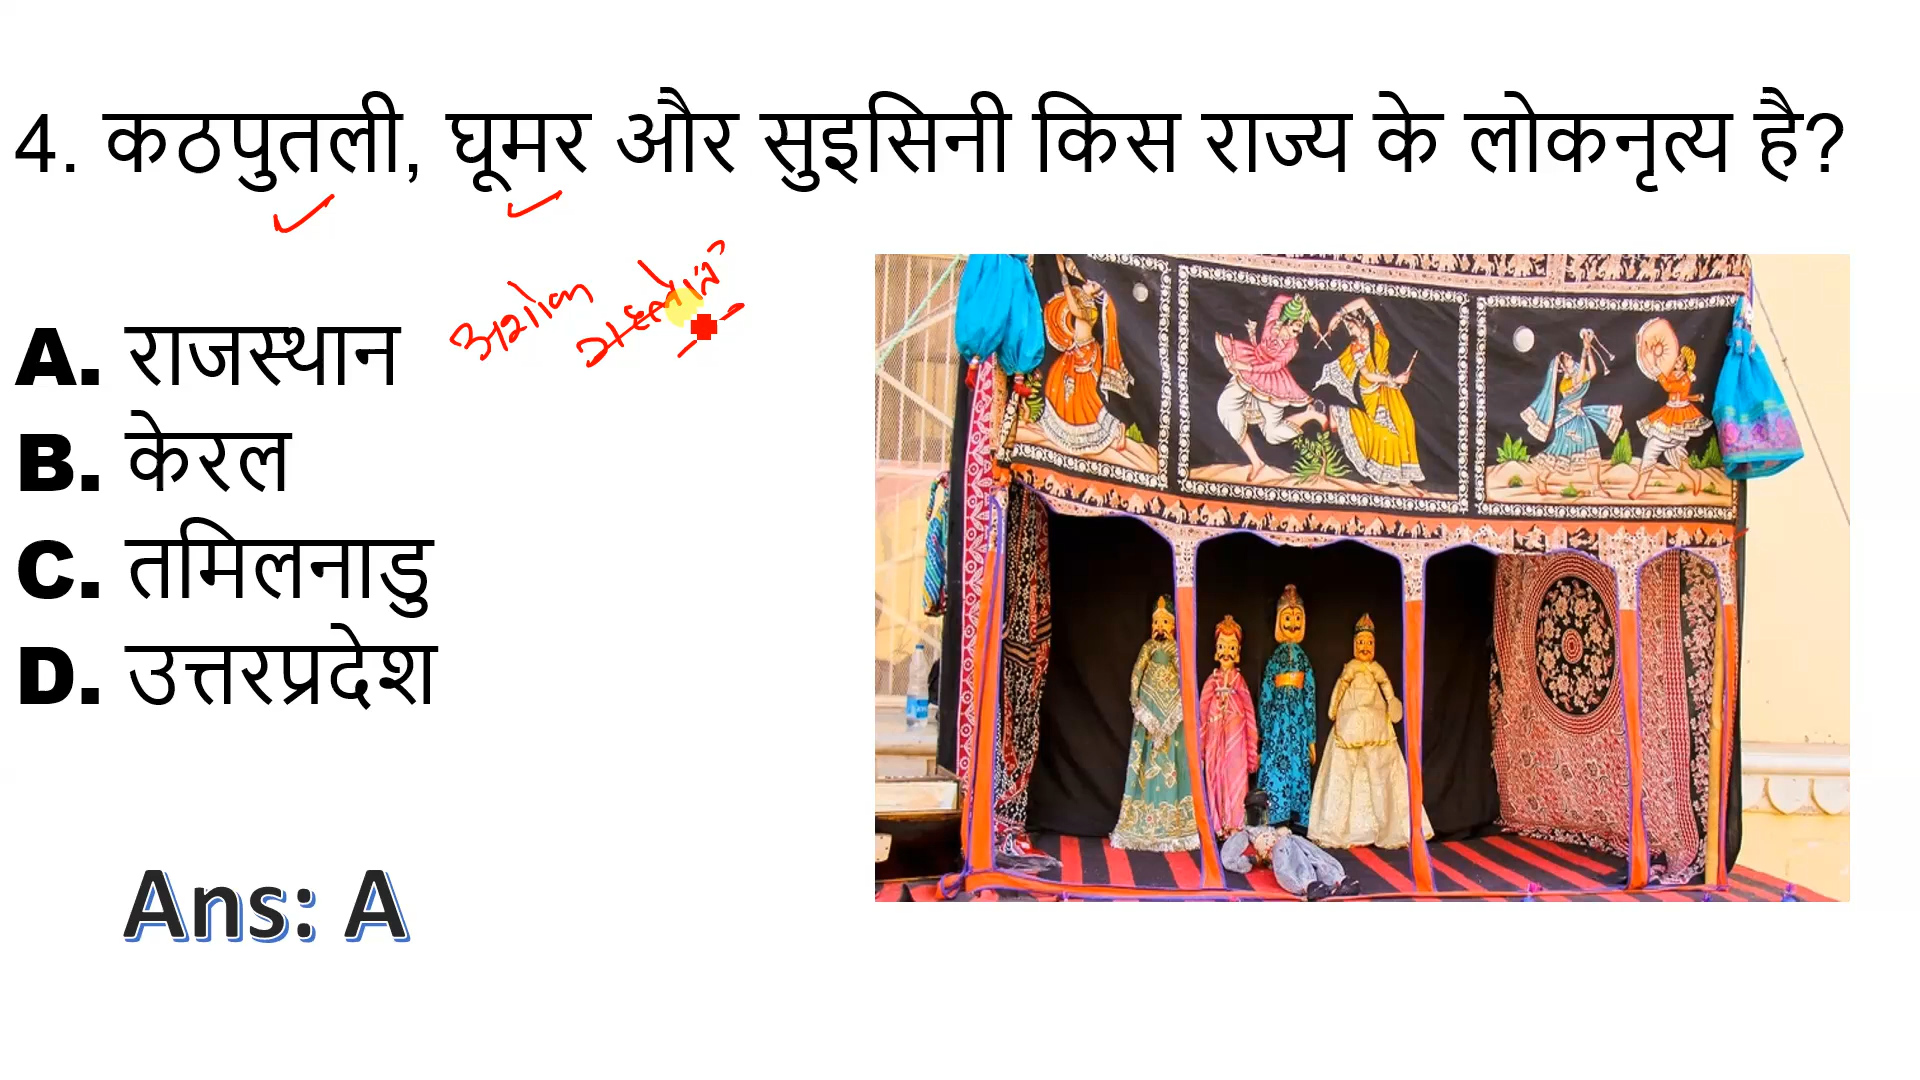 4. कठपुतली, घूमर और सुइसिनी किस राज्य के लोकनृत्य है?
A. राजस्थान
B. केरल
C. तमिलनाडु
D. उत्तरप्रदेश
Ans: A